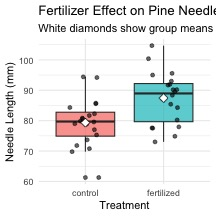 Fertilizer Effect on Pine Needle
White diamonds show group means
Needle Length (mm)
100
90
80
70
60
control fertilized
Treatment